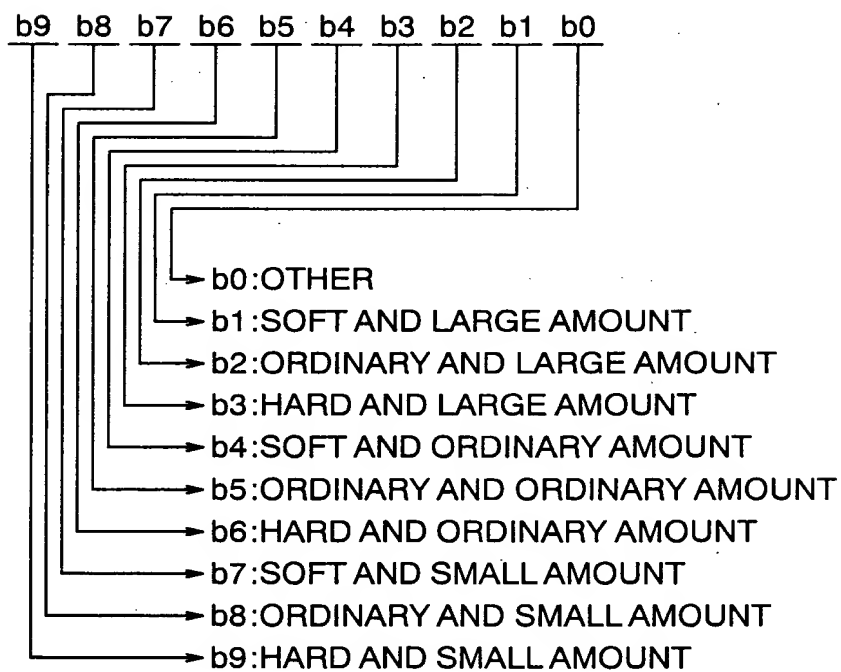 b9 b8 b7 b6 b5 b4 b3 b2 b1 b0
b0:OTHER
b1:SOFT AND LARGE AMOUNT
b2:ORDINARY AND LARGE AMOUNT
b3:HARD AND LARGE AMOUNT
b4:SOFT AND ORDINARY AMOUNT
b5:ORDINARY AND ORDINARY AMOUNT
b6:HARD AND ORDINARY AMOUNT
b7:SOFT AND SMALL AMOUNT
b8:ORDINARY AND SMALL AMOUNT
b9:HARD AND SMALL AMOUNT